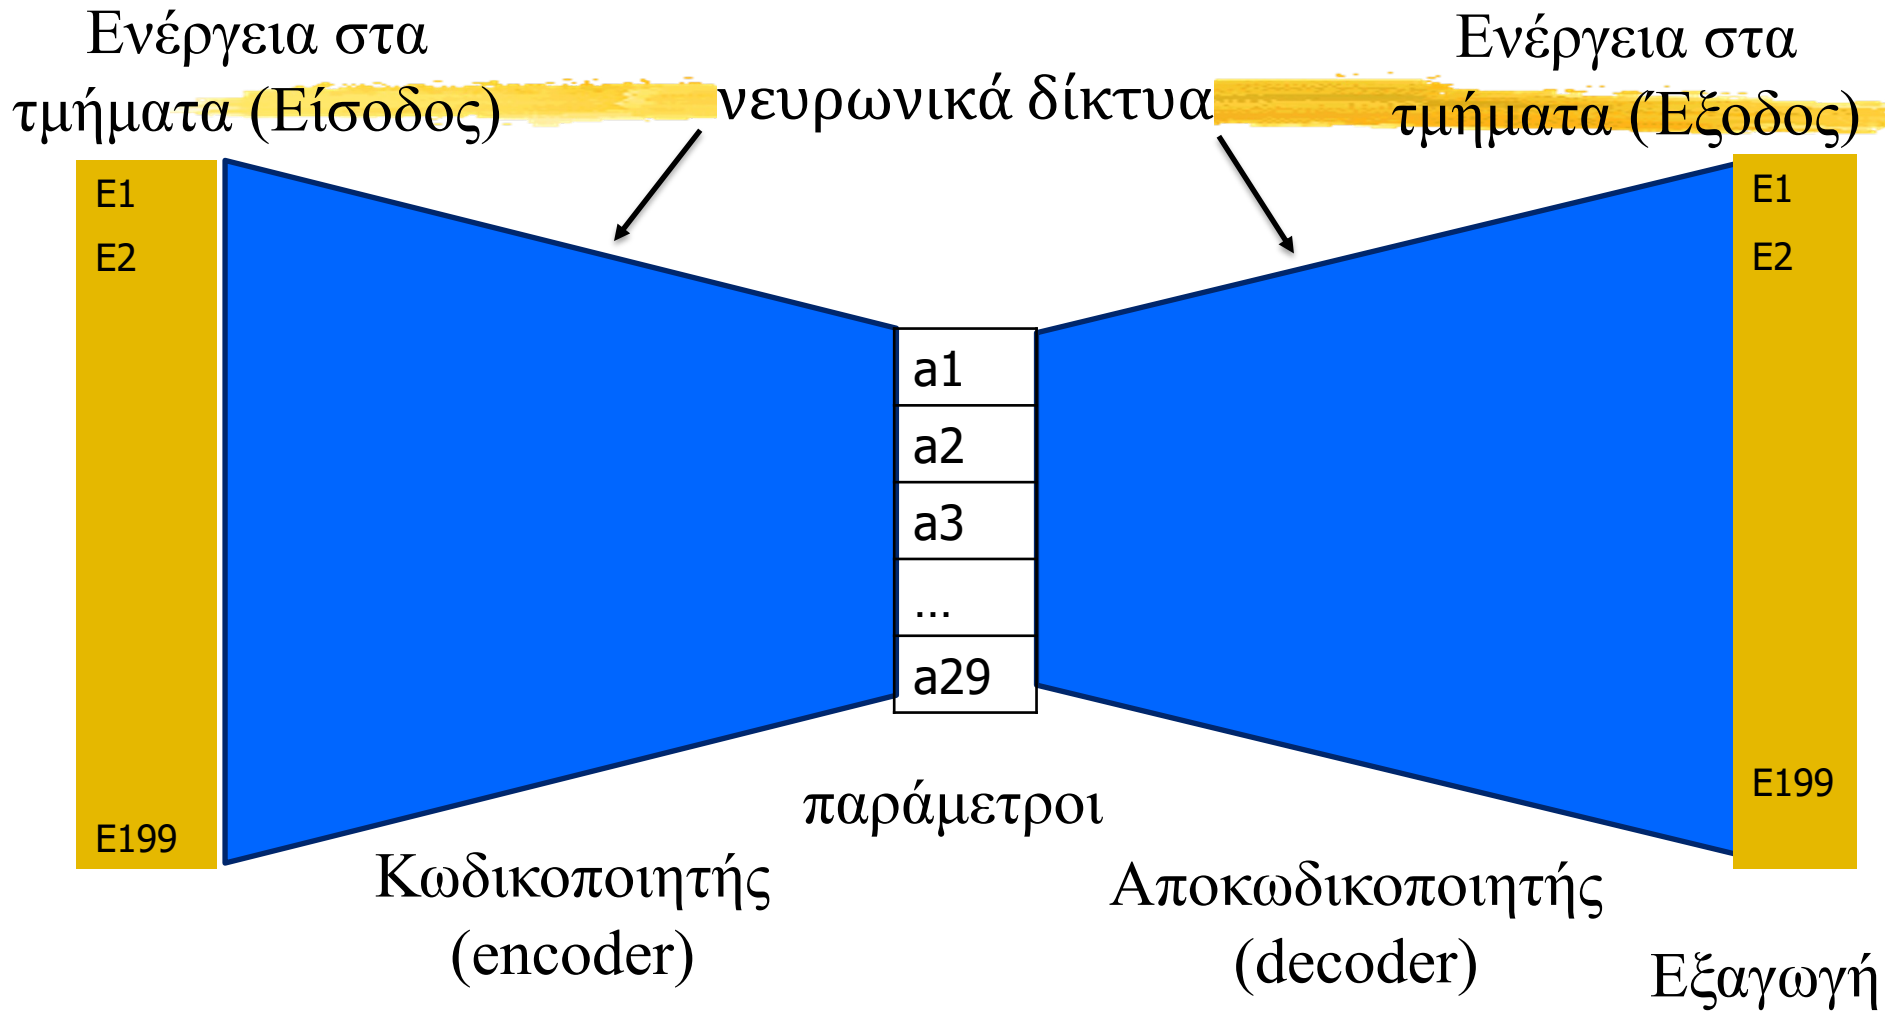 Ενέργεια στα
τμήματα (Είσοδος)
νευρωνικά δίκτυα
Ενέργεια στα
τμήματα (Έξοδος)
E1
E2
E199
a1
a2
a3
...
a29
E1
E2
E199
παράμετροι
Κωδικοποιητής
(encoder)
Αποκωδικοποιητής
(decoder)
Εξαγωγή